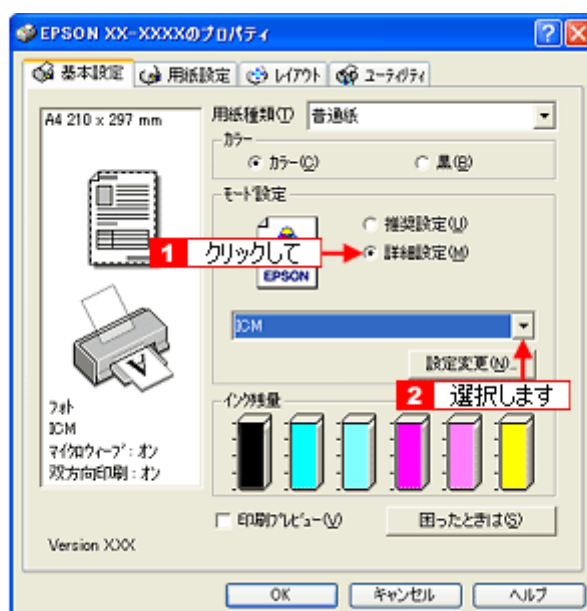 EPSON XX-XXXXのプロパティ
基本設定 用紙設定 レイアウト ユーティリティ
A4 210 x 297 mm
用紙種類(T) 普通紙
カラー
カラー(C) 黒(B)
モード設定
推奨設定(U)
1 クリックして
詳細設定(M)
EPSON
ICM
設定変更(N)...
2 選択します
インク残量
フォト
ICM
マイクロウィーブ：オン
双方向印刷：オン
印刷プレビュー(V) 困ったときは(S)
Version XXX
OK キャンセル ヘルプ